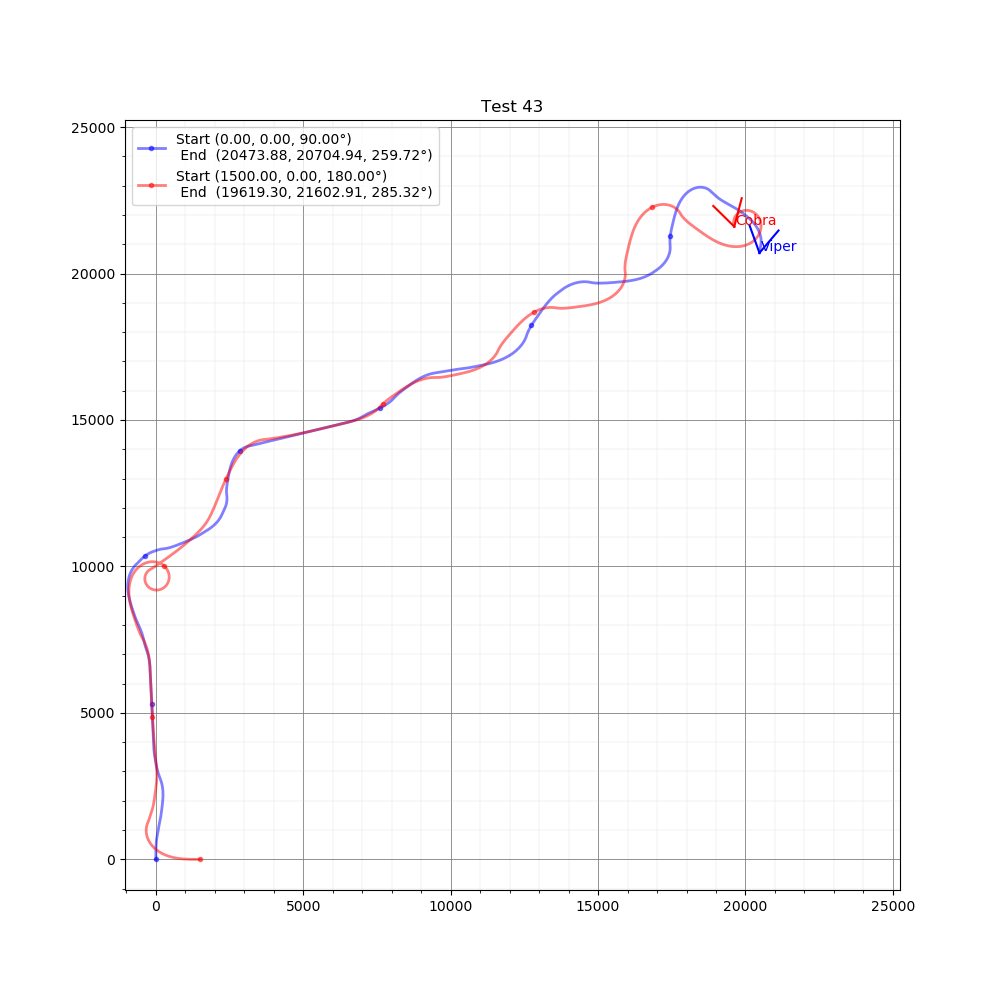 Test 43
Start (0.00, 0.00, 90.00°)
End (20473.88, 20704.94, 259.72°)
Start (1500.00, 0.00, 180.00°)
End (19619.30, 21602.91, 285.32°)
25000
20000
15000
10000
5000
0
Cobra
Viper
0 5000 10000 15000 20000 25000